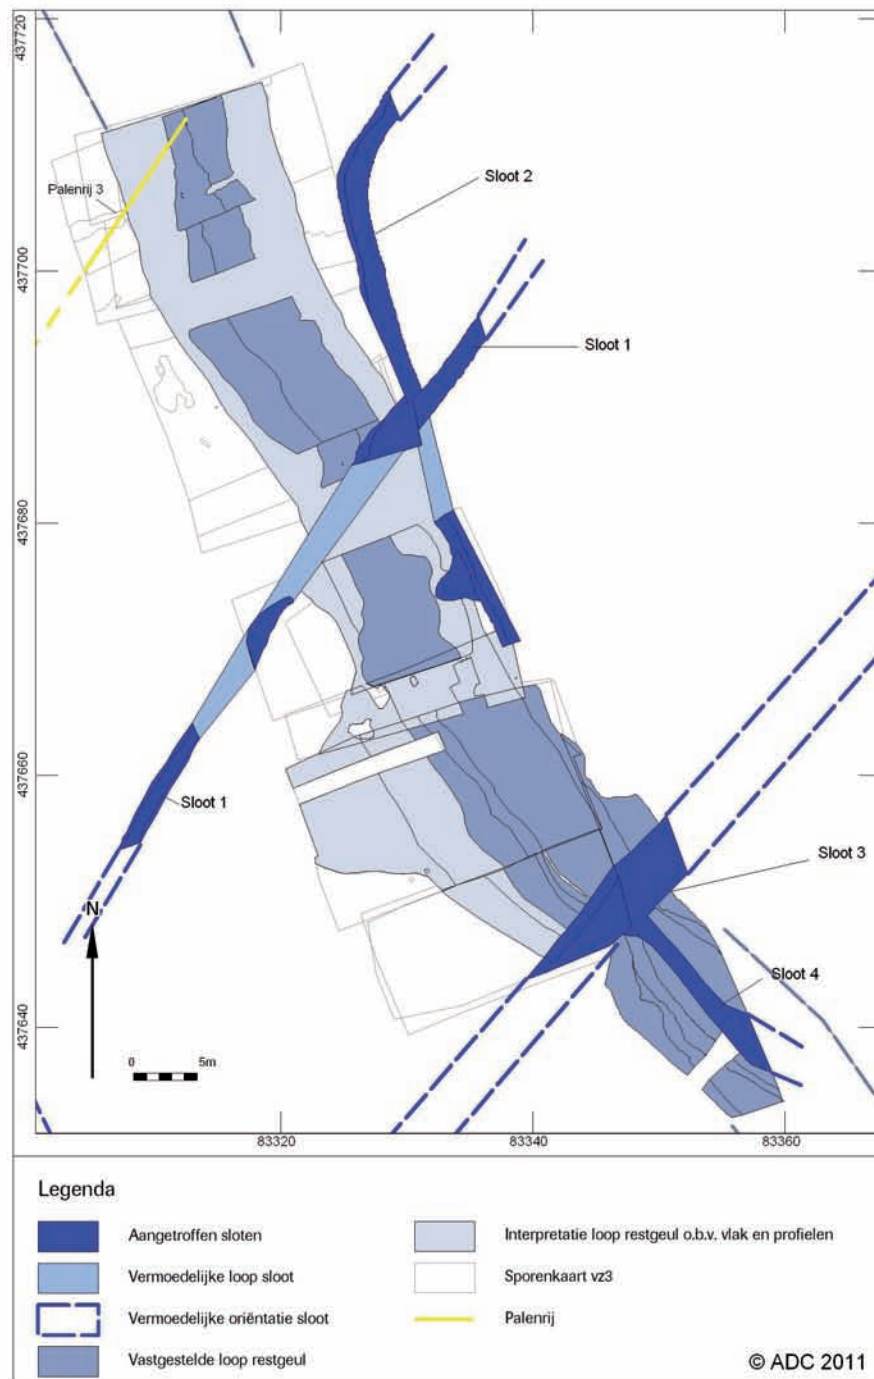 437720
Palenrij 3
Sloot 2
437700
Sloot 1
437680
437660
Sloot 1
Sloot 3
N
Sloot 4
437640
0 5m
83320 83340 83360
Legenda
Aangetroffen sloten
Vermoedelijke loop sloot
Vermoedelijke oriëntatie sloot
Vastgestelde loop restgeul
Interpretatie loop restgeul o.b.v. vlak en profielen
Sporenkaart vz3
Palenrij
© ADC 2011